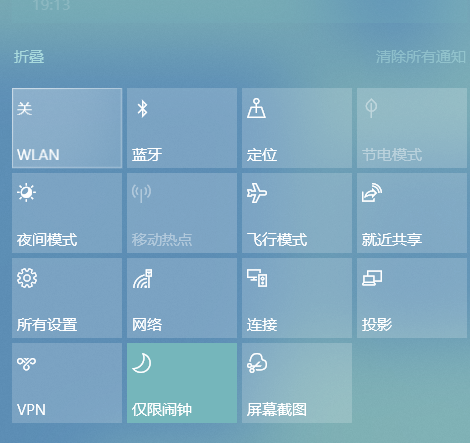 19:13
折叠 清除所有通知
关
WLAN 蓝牙 定位 节电模式
夜间模式 移动热点 飞行模式 就近共享
所有设置 网络 连接 投影
VPN 仅限闹钟 屏幕截图